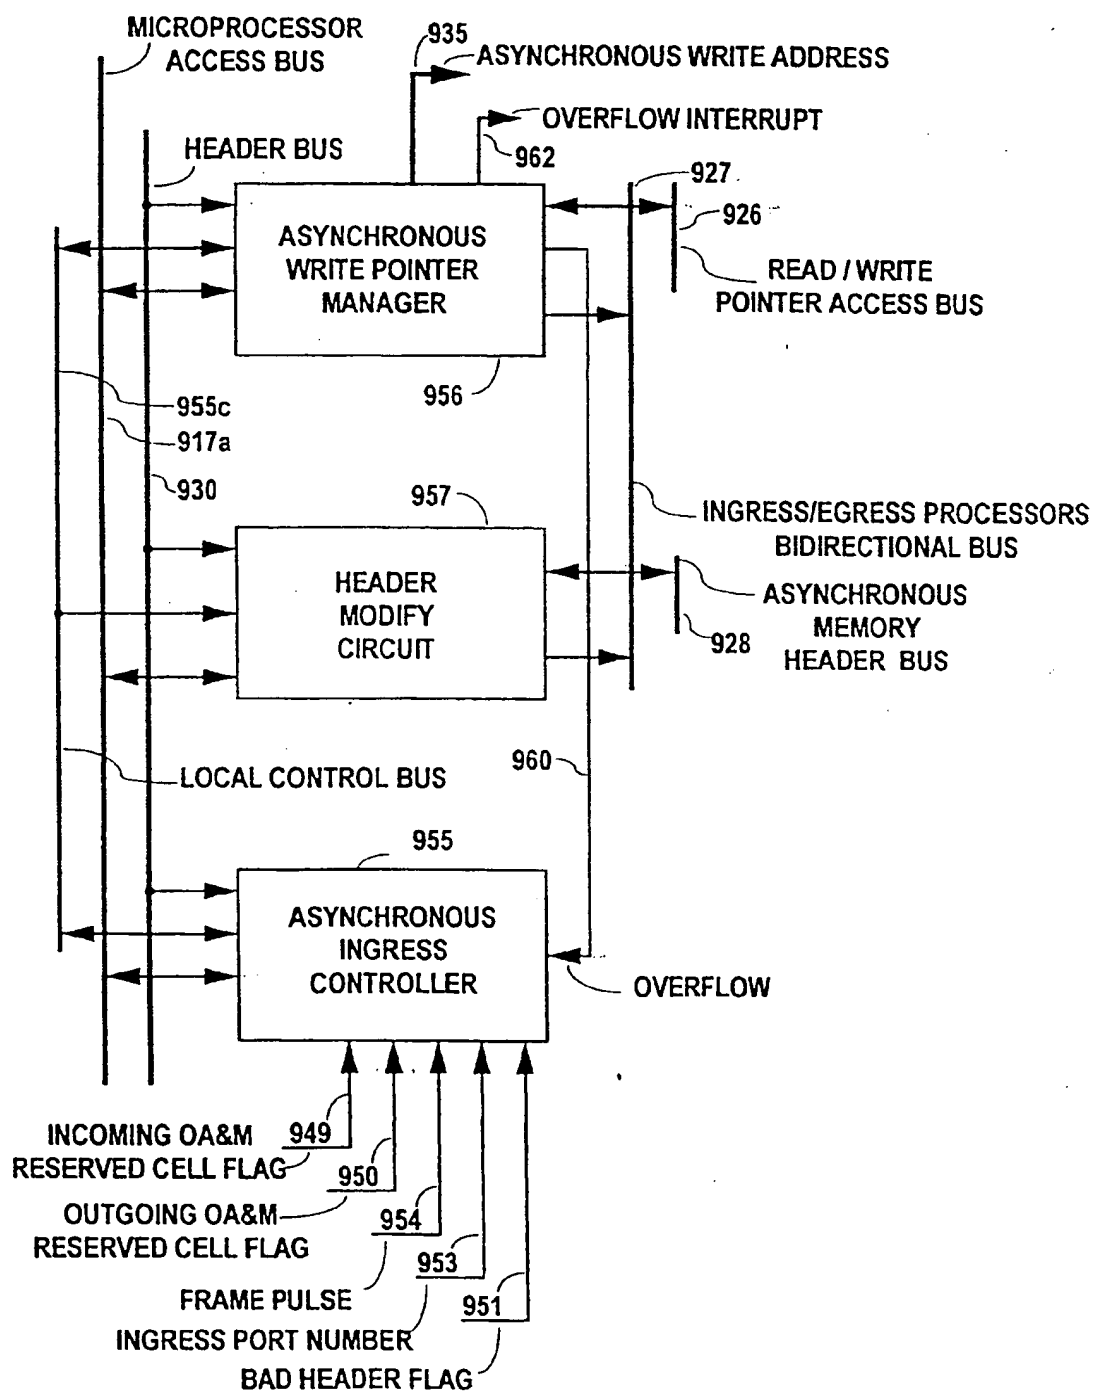 MICROPROCESSOR
ACCESS BUS
935
ASYNCHRONOUS WRITE ADDRESS
OVERFLOW INTERRUPT
962
HEADER BUS
927
926
ASYNCHRONOUS
WRITE POINTER
MANAGER
READ / WRITE
POINTER ACCESS BUS
956
955c
917a
930
957
INGRESS/EGRESS PROCESSORS
BIDIRECTIONAL BUS
HEADER
MODIFY
CIRCUIT
ASYNCHRONOUS
MEMORY
HEADER BUS
928
960
LOCAL CONTROL BUS
955
ASYNCHRONOUS
INGRESS
CONTROLLER
OVERFLOW
INCOMING OA&M
RESERVED CELL FLAG
949
950
OUTGOING OA&M
RESERVED CELL FLAG
954
953
FRAME PULSE
951
INGRESS PORT NUMBER
BAD HEADER FLAG